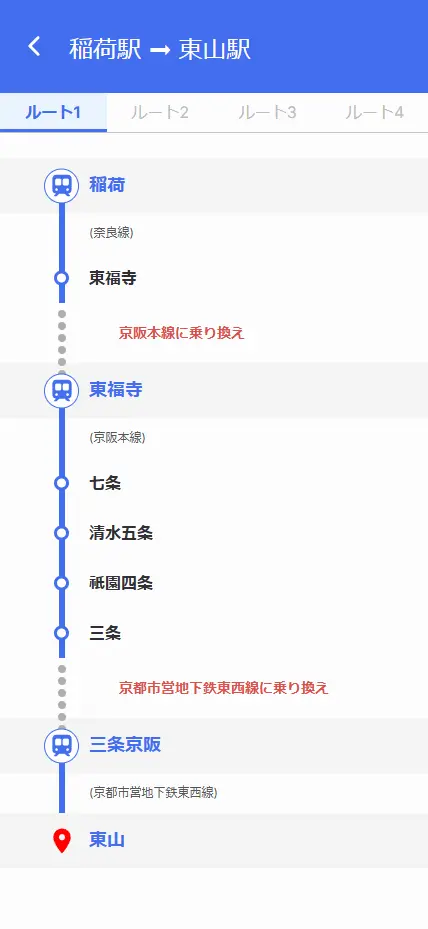 稲荷駅 ➡ 東山駅
ルート1 ルート2 ルート3 ルート4
稲荷
(奈良線)
東福寺
京阪本線に乗り換え
東福寺
(京阪本線)
七条
清水五条
祇園四条
三条
京都市営地下鉄東西線に乗り換え
三条京阪
(京都市営地下鉄東西線)
東山